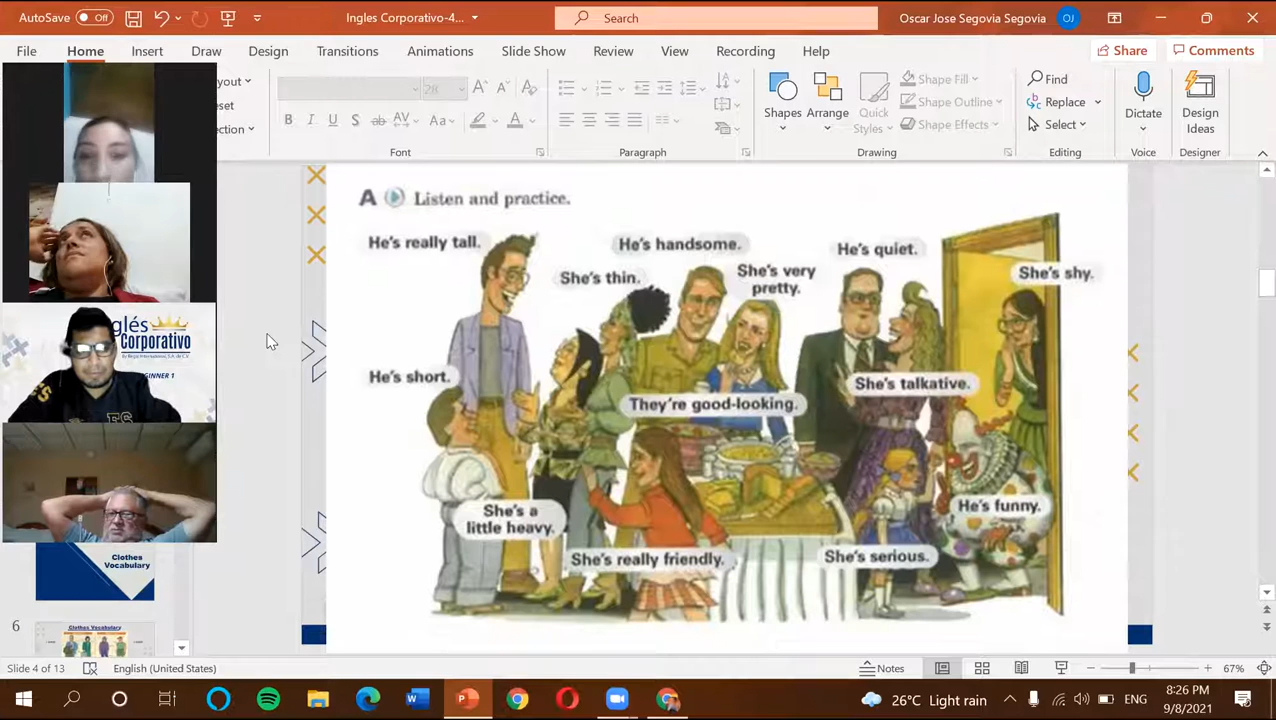 AutoSave Off Ingles Corporativo-4... Search Oscar Jose Segovia Segovia OJ
File Home Insert Draw Design Transitions Animations Slide Show Review View Recording Help Share Comments
Shapes Arrange Quick Styles Shape Fill Shape Outline Shape Effects Find Replace Select Dictate Design Ideas
Font Paragraph Drawing Editing Voice Designer
A Listen and practice.
He's really tall.
He's handsome.
He's quiet.
She's thin.
She's very
pretty.
She's shy.
He's short.
They're good-looking.
She's talkative.
She's a
little heavy.
He's funny.
She's really friendly.
She's serious.
Corporativo
Clothes
Vocabulary
6
Clothes Vocabulary
Slide 4 of 13 English (United States) Notes 67%
26°C Light rain ENG 8:26 PM
9/8/2021